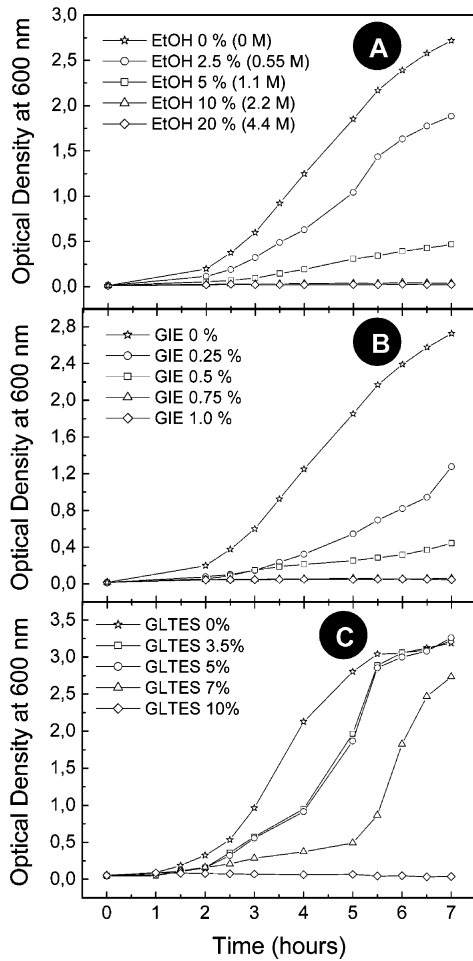 A
EtOH 0 % (0 M)
EtOH 2.5 % (0.55 M)
EtOH 5 % (1.1 M)
EtOH 10 % (2.2 M)
EtOH 20 % (4.4 M)
3,0
2,5
2,0
1,5
1,0
0,5
0,0
Optical Density at 600 nm
B
GIE 0 %
GIE 0.25 %
GIE 0.5 %
GIE 0.75 %
GIE 1.0 %
2,8
2,4
2,0
1,6
1,2
0,8
0,4
0,0
Optical Density at 600 nm
C
GLTES 0%
GLTES 3.5%
GLTES 5%
GLTES 7%
GLTES 10%
3,5
3,0
2,5
2,0
1,5
1,0
0,5
0,0
Optical Density at 600 nm
0 1 2 3 4 5 6 7
Time (hours)